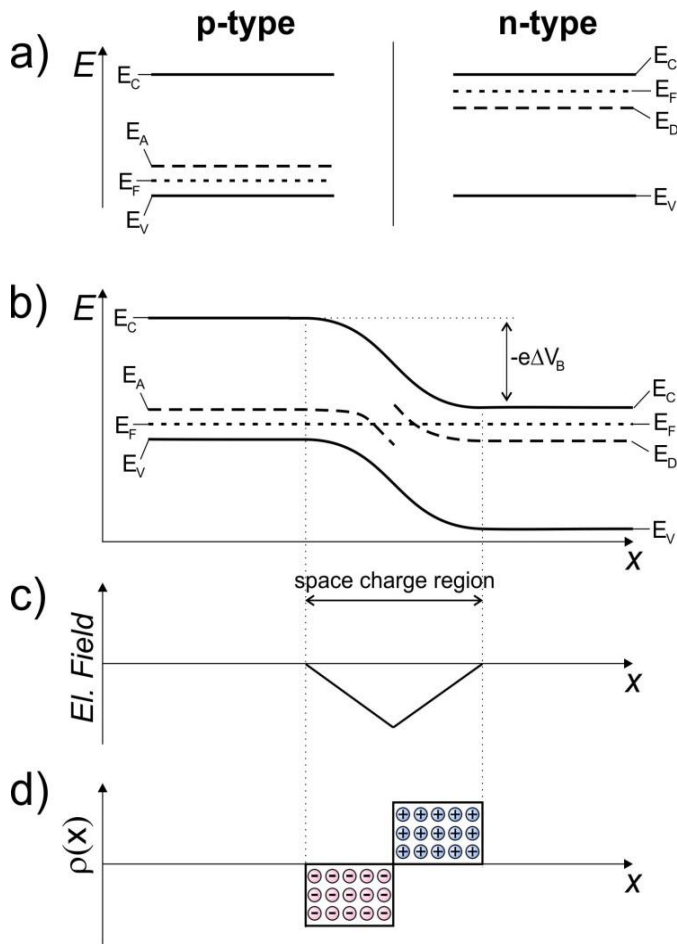 p-type
n-type
a)
E
E_C
E_A
E_F
E_V
E_C
E_F
E_D
E_V
b)
E
E_C
E_A
E_F
E_V
-eΔV_B
E_C
E_F
E_D
E_V
x
c)
El. Field
space charge region
x
d)
ρ(x)
+ + + + +
+ + + + +
+ + + + +
- - - - -
- - - - -
- - - - -